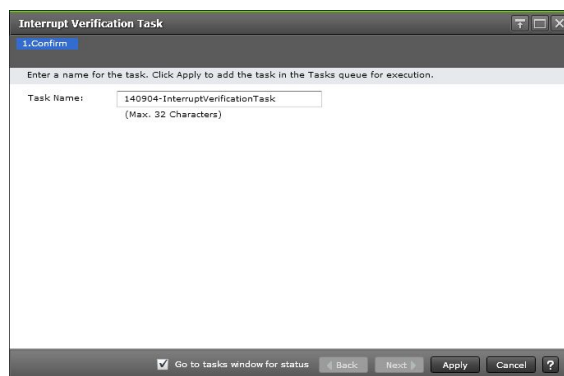 Interrupt Verification Task
1.Confirm
Enter a name for the task. Click Apply to add the task in the Tasks queue for execution.
Task Name: 140904-InterruptVerificationTask
(Max. 32 Characters)
Go to tasks window for status Back Next Apply Cancel ?